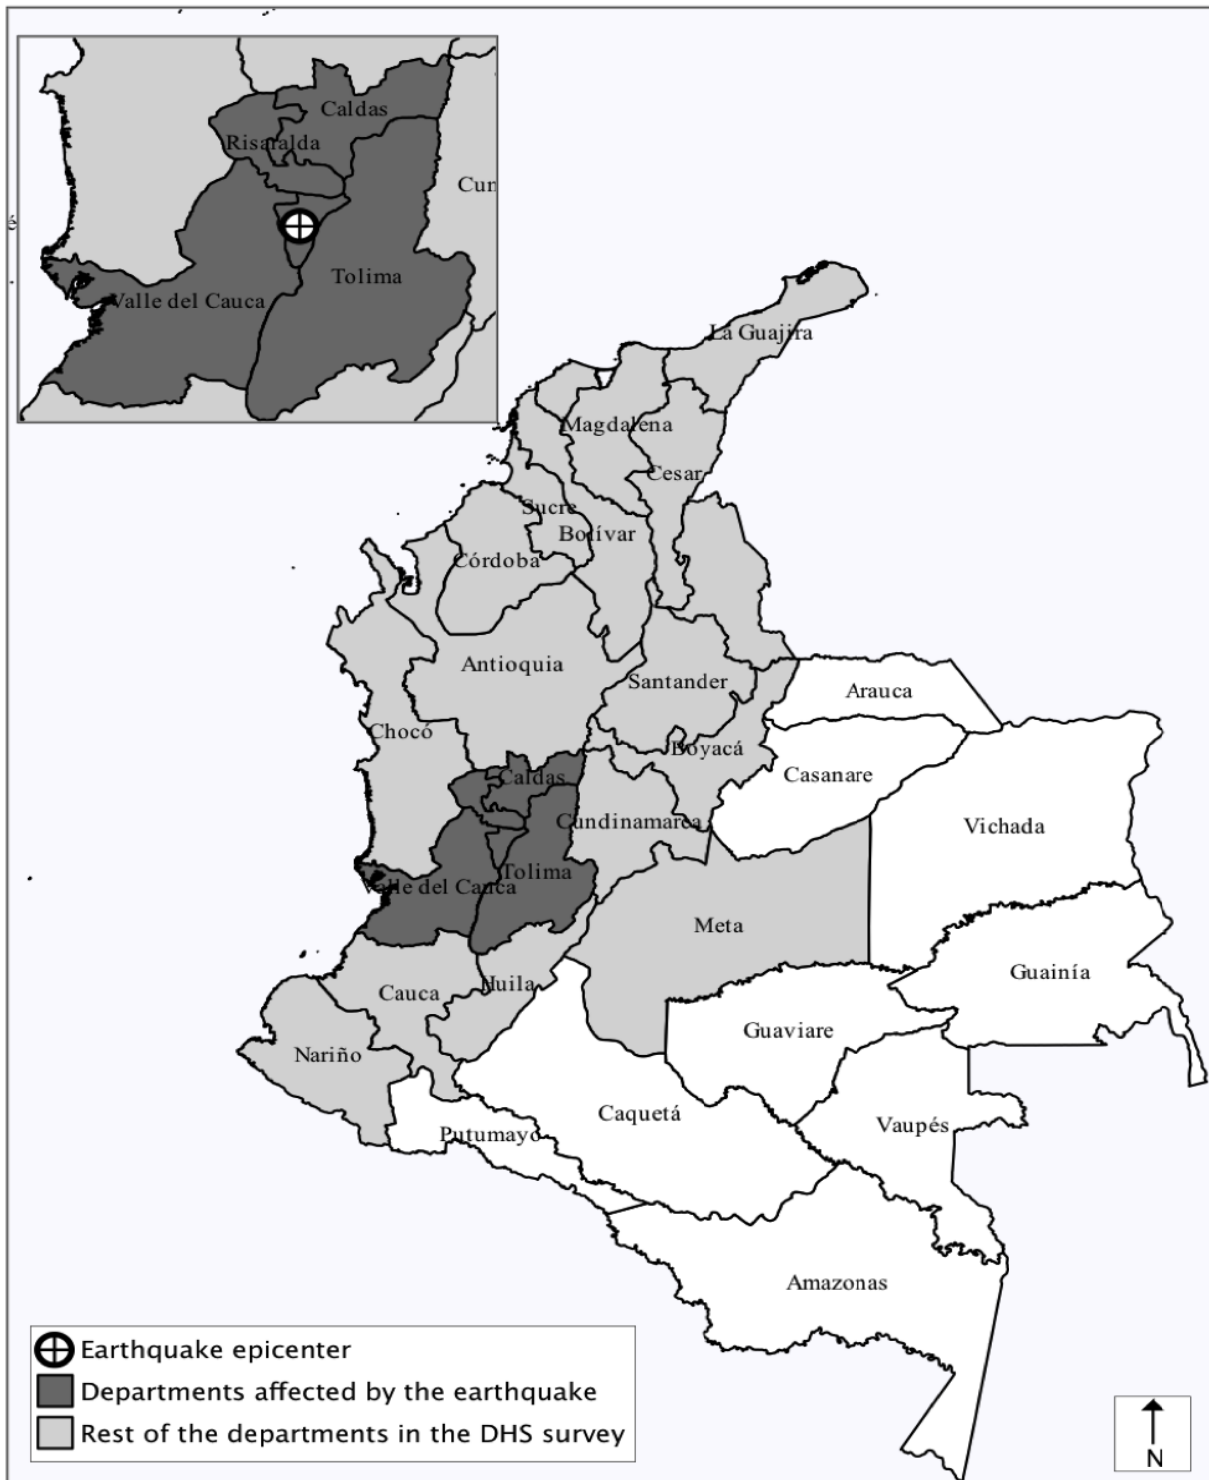 Caldas
Risaralda
Cun
Tolima
Valle del Cauca
La Guajira
Magdalena
Cesar
Sucre
Bolívar
Córdoba
Antioquia
Santander
Arauca
Chocó
Boyacá
Caldas
Casanare
Cundinamarca
Vichada
Tolima
Valle del Cauca
Meta
Guainía
Huila
Cauca
Guaviare
Nariño
Caquetá
Vaupés
Putumayo
Amazonas
Earthquake epicenter
Departments affected by the earthquake
Rest of the departments in the DHS survey
N